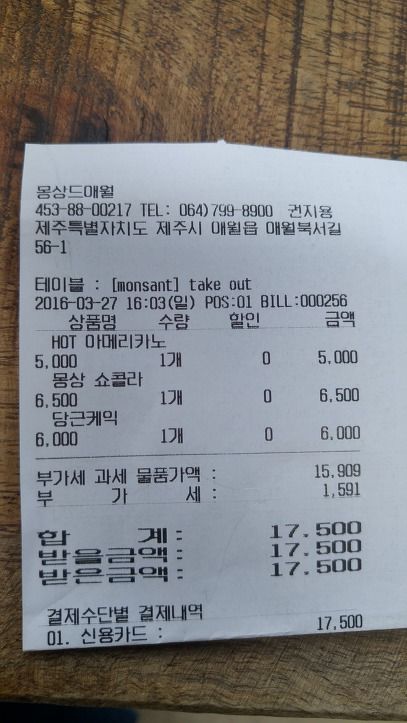 몽상드애월
453-88-00217 TEL: 064)799-8900 권지용
제주특별자치도 제주시 애월읍 애월북서길
56-1
테이블 : [monsant] take out
2016-03-27 16:03(일) POS:01 BILL:000256
상품명 수량 할인 금액
HOT 아메리카노
5,000 1개 0 5,000
몽상 쇼콜라
6,500 1개 0 6,500
당근케익
6,000 1개 0 6,000
부가세 과세 물품가액 : 15,909
부 가 세 : 1,591
합 계 : 17,500
받을금액 : 17,500
받은금액 : 17,500
결제수단별 결제내역
01. 신용카드 : 17,500